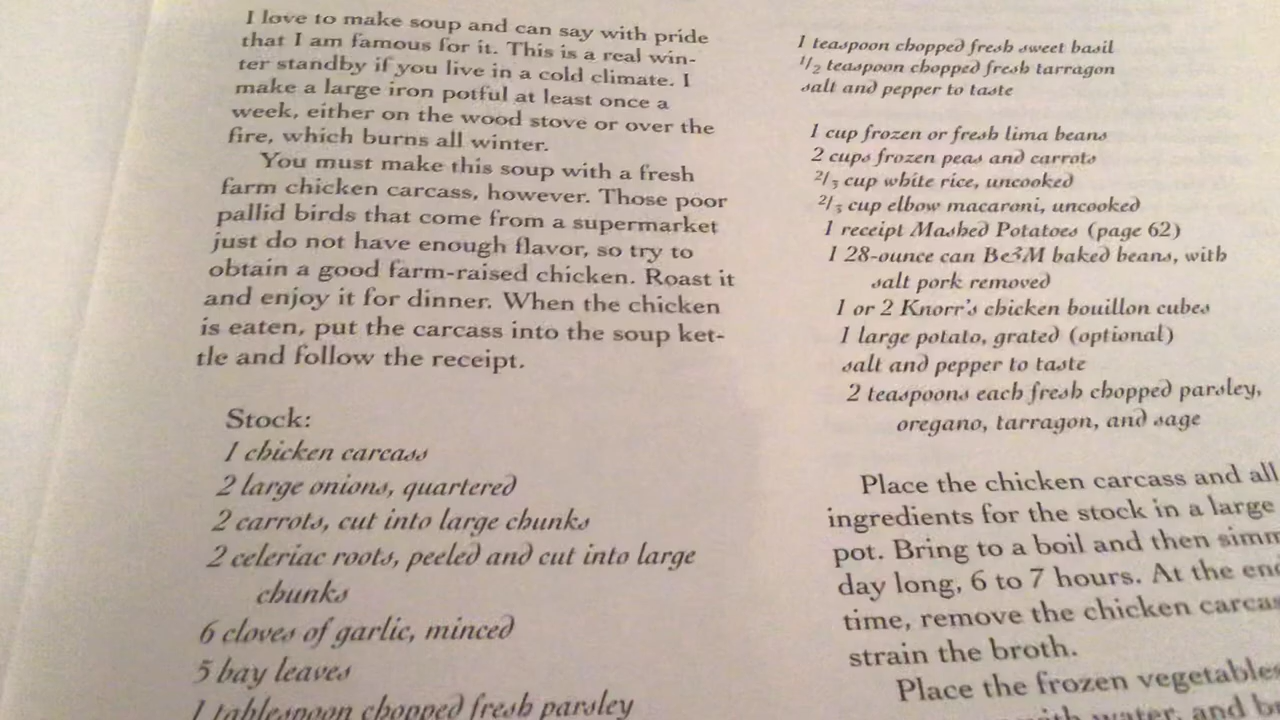 I love to make soup and can say with pride
that I am famous for it. This is a real win-
ter standby if you live in a cold climate. I
make a large iron potful at least once a
week, either on the wood stove or over the
fire, which burns all winter.
You must make this soup with a fresh
farm chicken carcass, however. Those poor
pallid birds that come from a supermarket
just do not have enough flavor, so try to
obtain a good farm-raised chicken. Roast it
and enjoy it for dinner. When the chicken
is eaten, put the carcass into the soup ket-
tle and follow the receipt.
Stock:
1 chicken carcass
2 large onions, quartered
2 carrots, cut into large chunks
2 celeriac roots, peeled and cut into large
chunks
6 cloves of garlic, minced
5 bay leaves
1 tablespoon chopped fresh parsley
1 teaspoon chopped fresh sweet basil
1/2 teaspoon chopped fresh tarragon
salt and pepper to taste
1 cup frozen or fresh lima beans
2 cups frozen peas and carrots
2/3 cup white rice, uncooked
2/3 cup elbow macaroni, uncooked
1 receipt Mashed Potatoes (page 62)
1 28-ounce can B&M baked beans, with
salt pork removed
1 or 2 Knorr's chicken bouillon cubes
1 large potato, grated (optional)
salt and pepper to taste
2 teaspoons each fresh chopped parsley,
oregano, tarragon, and sage
Place the chicken carcass and all
ingredients for the stock in a large
pot. Bring to a boil and then simm
day long, 6 to 7 hours. At the end
time, remove the chicken carcas
strain the broth.
Place the frozen vegetables
with water, and